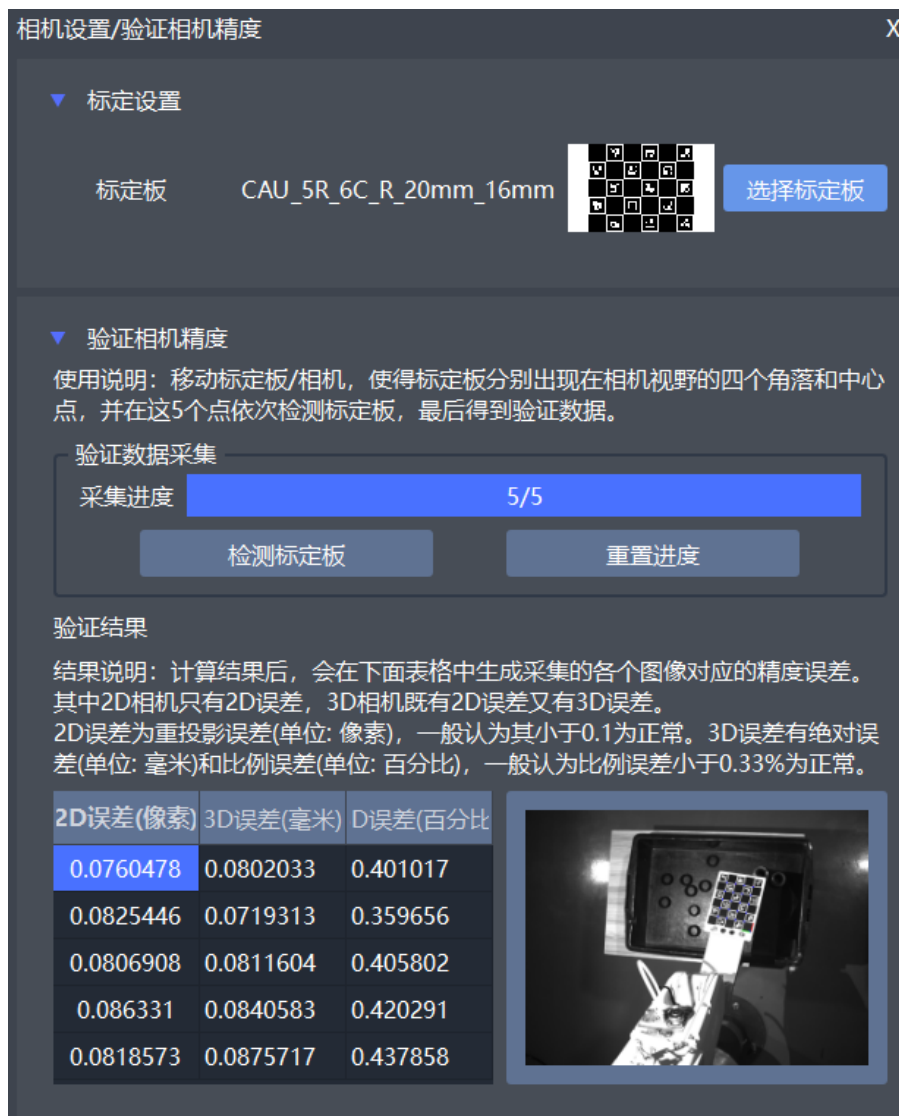 相机设置/验证相机精度 X
标定设置
标定板 CAU_5R_6C_R_20mm_16mm 选择标定板
验证相机精度
使用说明：移动标定板/相机，使得标定板分别出现在相机视野的四个角落和中心
点，并在这5个点依次检测标定板，最后得到验证数据。
验证数据采集
采集进度 5/5
检测标定板 重置进度
验证结果
结果说明：计算结果后，会在下面表格中生成采集的各个图像对应的精度误差。
其中2D相机只有2D误差，3D相机既有2D误差又有3D误差。
2D误差为重投影误差(单位: 像素)，一般认为其小于0.1为正常。3D误差有绝对误
差(单位: 毫米)和比例误差(单位: 百分比)，一般认为比例误差小于0.33%为正常。
2D误差(像素) 3D误差(毫米) D误差(百分比
0.0760478 0.0802033 0.401017
0.0825446 0.0719313 0.359656
0.0806908 0.0811604 0.405802
0.086331 0.0840583 0.420291
0.0818573 0.0875717 0.437858